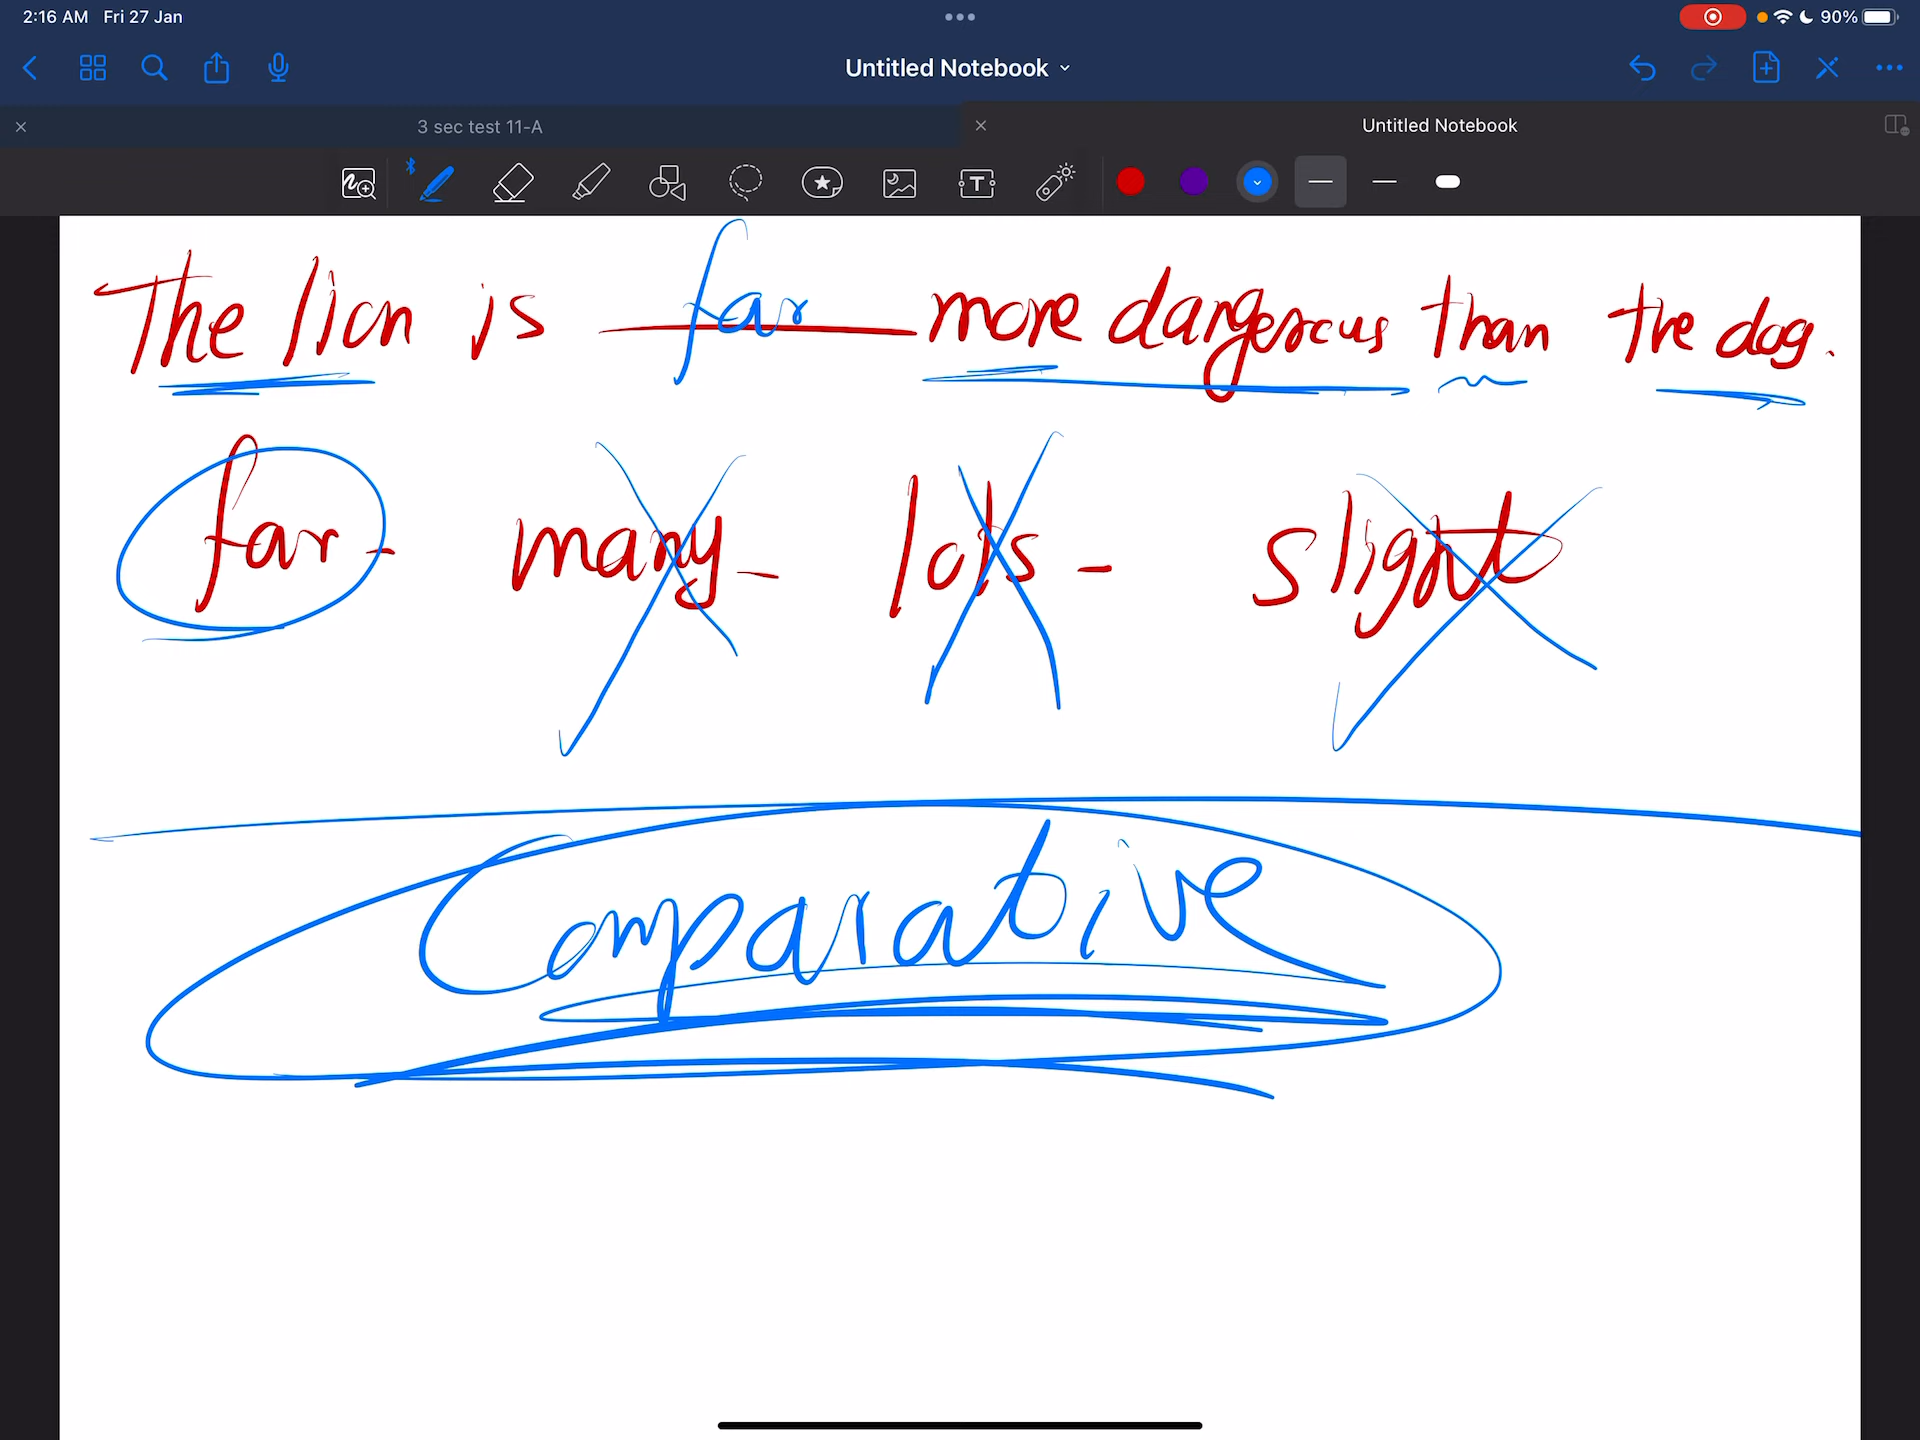 2:16 AM Fri 27 Jan 90%
Untitled Notebook
3 sec test 11-A Untitled Notebook
The lion is far more dangerous than the dog.
far - many - lots - slight
Comparative